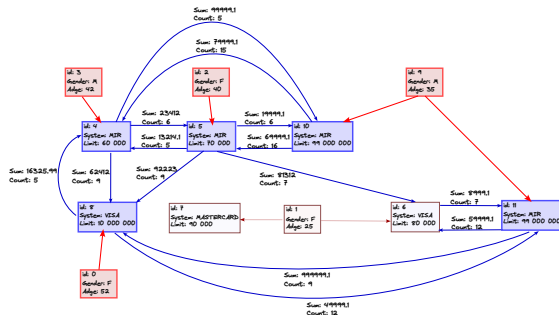 Sum: 99999,1
Count: 5
Sum: 79999,1
Count: 15
id: 3
Gender: M
Adge: 42
id: 2
Gender: F
Adge: 40
id: 9
Gender: M
Adge: 35
id: 4
System: MIR
Limit: 60 000
Sum: 23412
Count: 6
Sum: 13214,1
Count: 5
id: 5
System: MIR
Limit: 70 000
Sum: 19999,1
Count: 6
Sum: 69999,1
Count: 16
id: 10
System: MIR
Limit: 99 000 000
Sum: 16325,99
Count: 5
Sum: 62412
Count: 9
Sum: 92223
Count: 9
Sum: 81312
Count: 7
id: 8
System: VISA
Limit: 10 000 000
id: 7
System: MASTERCARD
Limit: 90 000
id: 1
Gender: F
Adge: 25
id: 6
System: VISA
Limit: 80 000
Sum: 8999,1
Count: 7
Sum: 59999,1
Count: 12
id: 11
System: MIR
Limit: 99 000 000
id: 0
Gender: F
Adge: 52
Sum: 999999,1
Count: 9
Sum: 49999,1
Count: 12